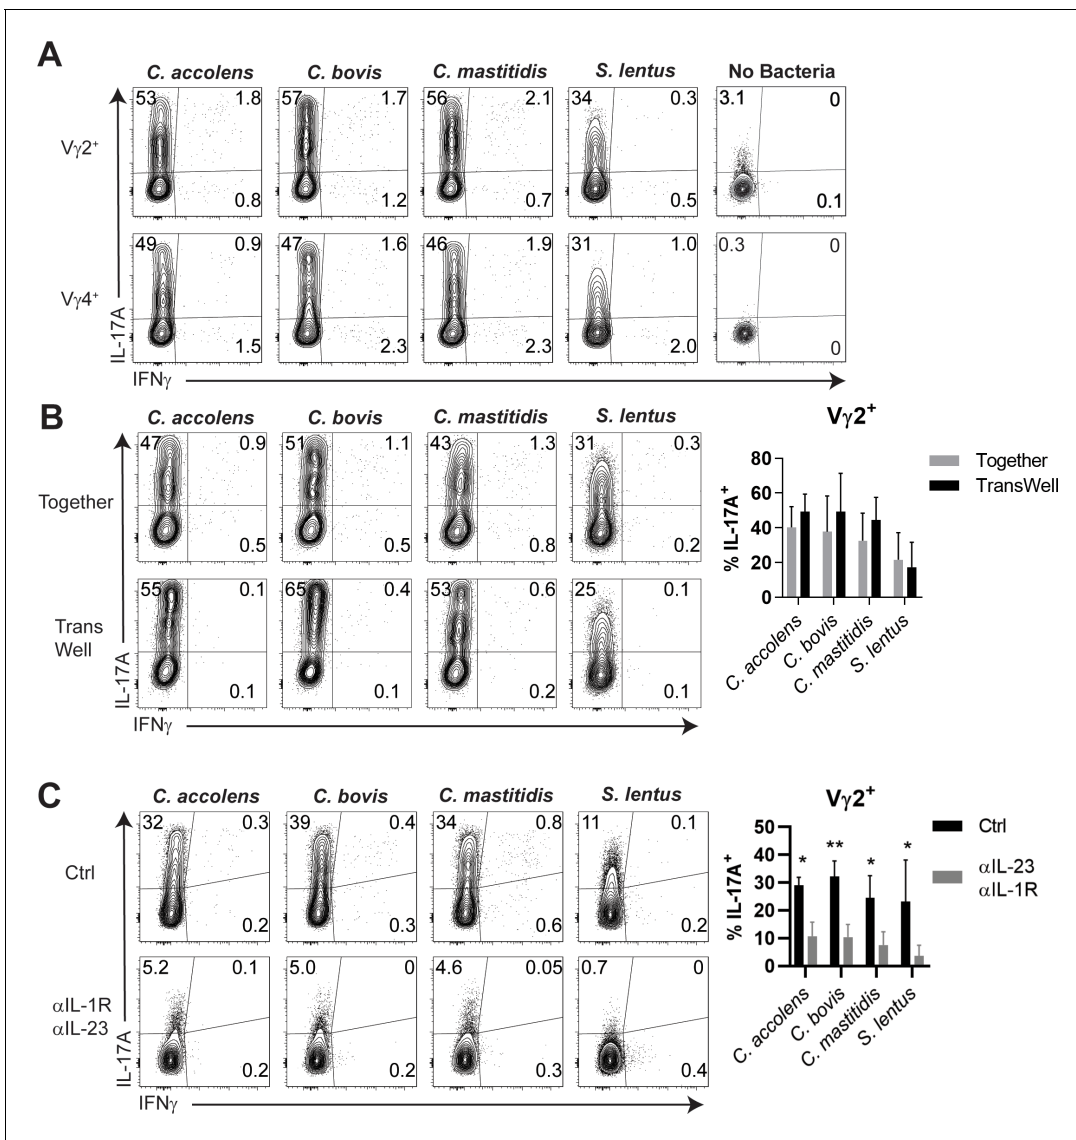 A
C. accolens C. bovis C. mastitidis S. lentus No Bacteria
53 1.8 57 1.7 56 2.1 34 0.3 3.1 0
Vγ2+
0.8 1.2 0.7 0.5 0.1
49 0.9 47 1.6 46 1.9 31 1.0 0.3 0
Vγ4+
1.5 2.3 2.3 2.0 0
IL-17A
IFNγ
B
C. accolens C. bovis C. mastitidis S. lentus
47 0.9 51 1.1 43 1.3 31 0.3
Together
0.5 0.5 0.8 0.2
55 0.1 65 0.4 53 0.6 25 0.1
Trans
Well
0.1 0.1 0.2 0.1
IL-17A
IFNγ
Vγ2+
Together
TransWell
% IL-17A+
80
60
40
20
0
C. accolens
C. bovis
C. mastitidis
S. lentus
C
C. accolens C. bovis C. mastitidis S. lentus
32 0.3 39 0.4 34 0.8 11 0.1
Ctrl
0.2 0.3 0.6 0.2
5.2 0.1 5.0 0 4.6 0.05 0.7 0
αIL-1R
αIL-23
0.2 0.2 0.3 0.4
IL-17A
IFNγ
Vγ2+
Ctrl
αIL-23
αIL-1R
% IL-17A+
50
40
30
20
10
0
* ** * *
C. accolens
C. bovis
C. mastitidis
S. lentus